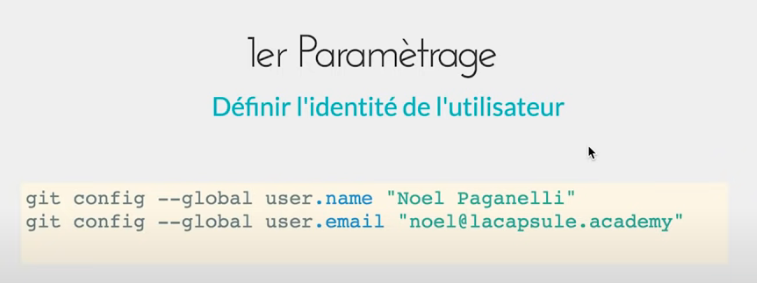 1er Paramètrage
Définir l'identité de l'utilisateur
git config --global user.name "Noel Paganelli"
git config --global user.email "noel@lacapsule.academy"